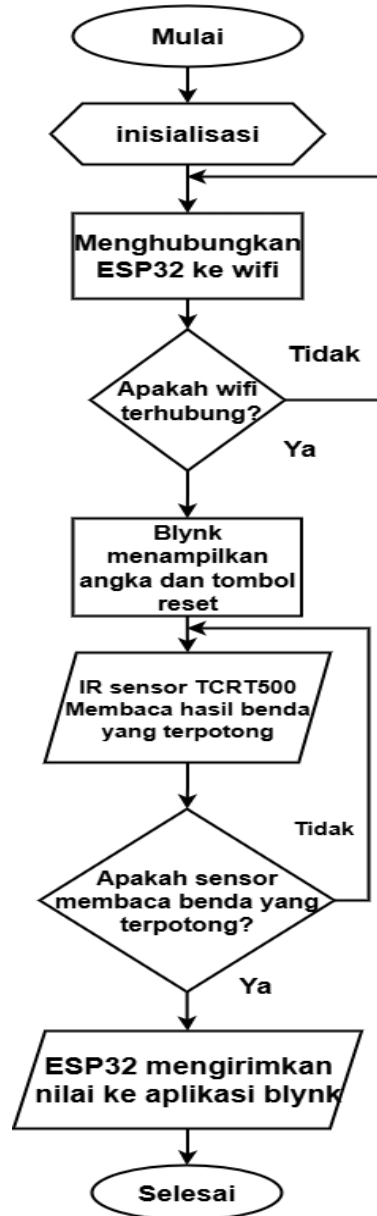 Mulai
inisialisasi
Menghubungkan
ESP32 ke wifi
Tidak
Apakah wifi
terhubung?
Ya
Blynk
menampilkan
angka dan tombol
reset
IR sensor TCRT500
Membaca hasil benda
yang terpotong
Tidak
Apakah sensor
membaca benda yang
terpotong?
Ya
ESP32 mengirimkan
nilai ke aplikasi blynk
Selesai